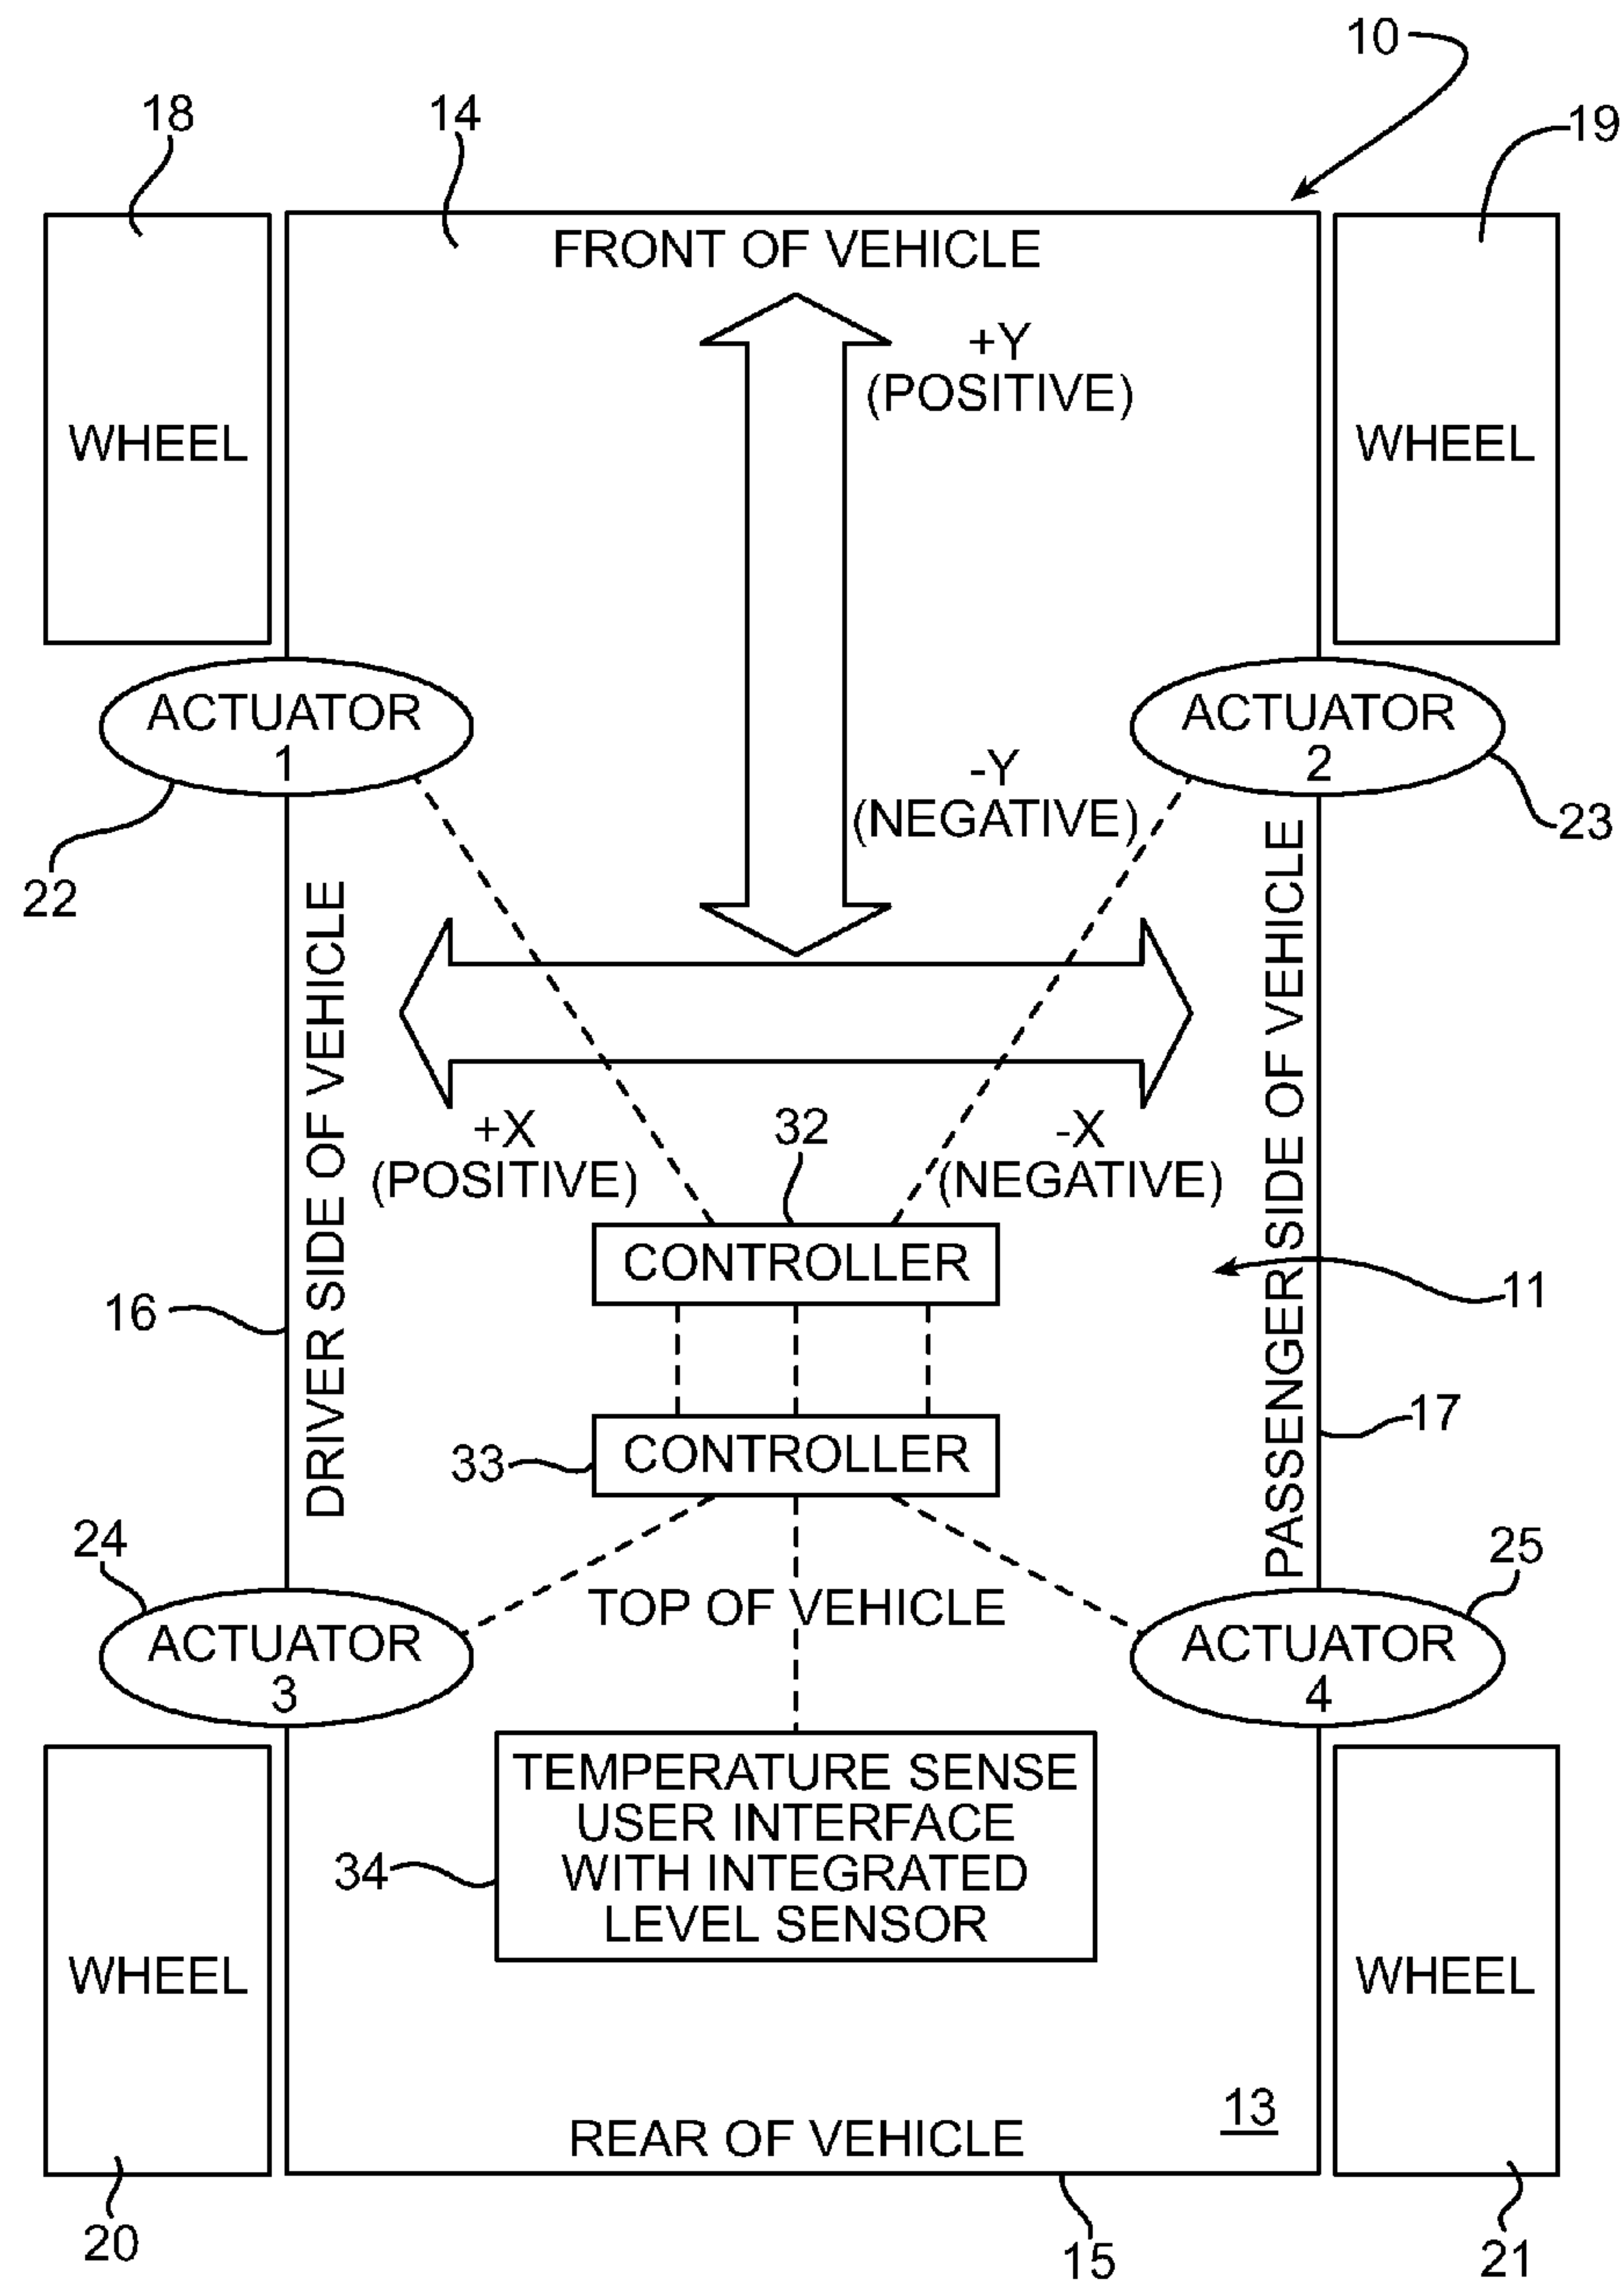 10
18
14
19
FRONT OF VEHICLE
+Y
(POSITIVE)
WHEEL
WHEEL
ACTUATOR
1
ACTUATOR
2
-Y
(NEGATIVE)
22
23
DRIVER SIDE OF VEHICLE
PASSENGER SIDE OF VEHICLE
+X
(POSITIVE)
32
-X
(NEGATIVE)
CONTROLLER
16
11
17
33
CONTROLLER
24
25
TOP OF VEHICLE
ACTUATOR
3
ACTUATOR
4
TEMPERATURE SENSE
USER INTERFACE
WITH INTEGRATED
LEVEL SENSOR
34
WHEEL
WHEEL
13
REAR OF VEHICLE
20
15
21